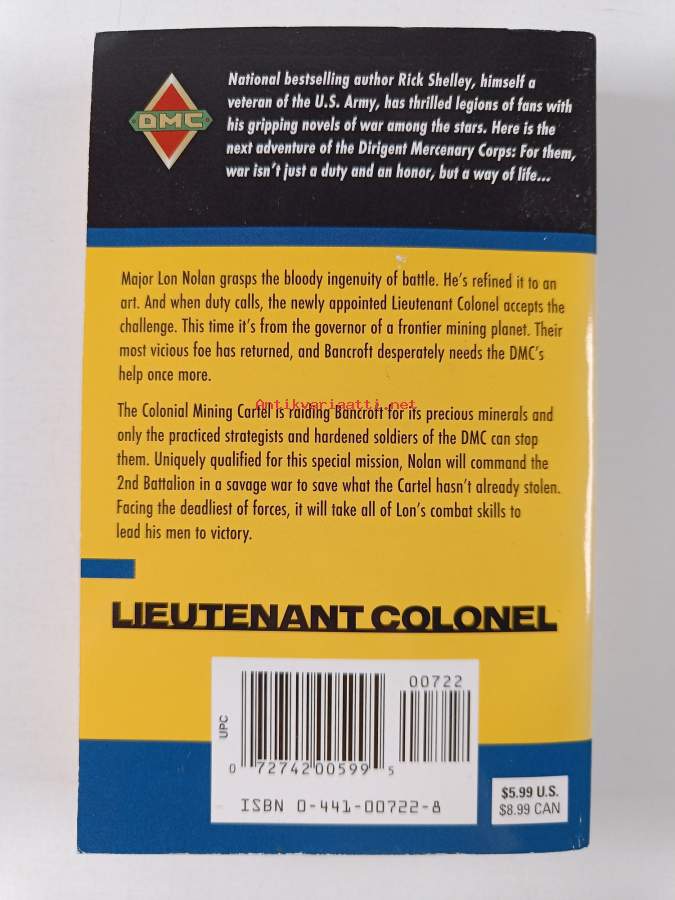 DMC
National bestselling author Rick Shelley, himself a
veteran of the U.S. Army, has thrilled legions of fans with
his gripping novels of war among the stars. Here is the
next adventure of the Dirigent Mercenary Corps: For them,
war isn't just a duty and an honor, but a way of life...
Major Lon Nolan grasps the bloody ingenuity of battle. He's refined it to an
art. And when duty calls, the newly appointed Lieutenant Colonel accepts the
challenge. This time it's from the governor of a frontier mining planet. Their
most vicious foe has returned, and Bancroft desperately needs the DMC's
help once more.
Antikvariaatti.net
The Colonial Mining Cartel is raiding Bancroft for its precious minerals and
only the practiced strategists and hardened soldiers of the DMC can stop
them. Uniquely qualified for this special mission, Nolan will command the
2nd Battalion in a savage war to save what the Cartel hasn't already stolen.
Facing the deadliest of forces, it will take all of Lon's combat skills to
lead his men to victory.
LIEUTENANT COLONEL
00722
UPC
0 72742 00599 5
ISBN 0-441-00722-8
$5.99 U.S.
$8.99 CAN